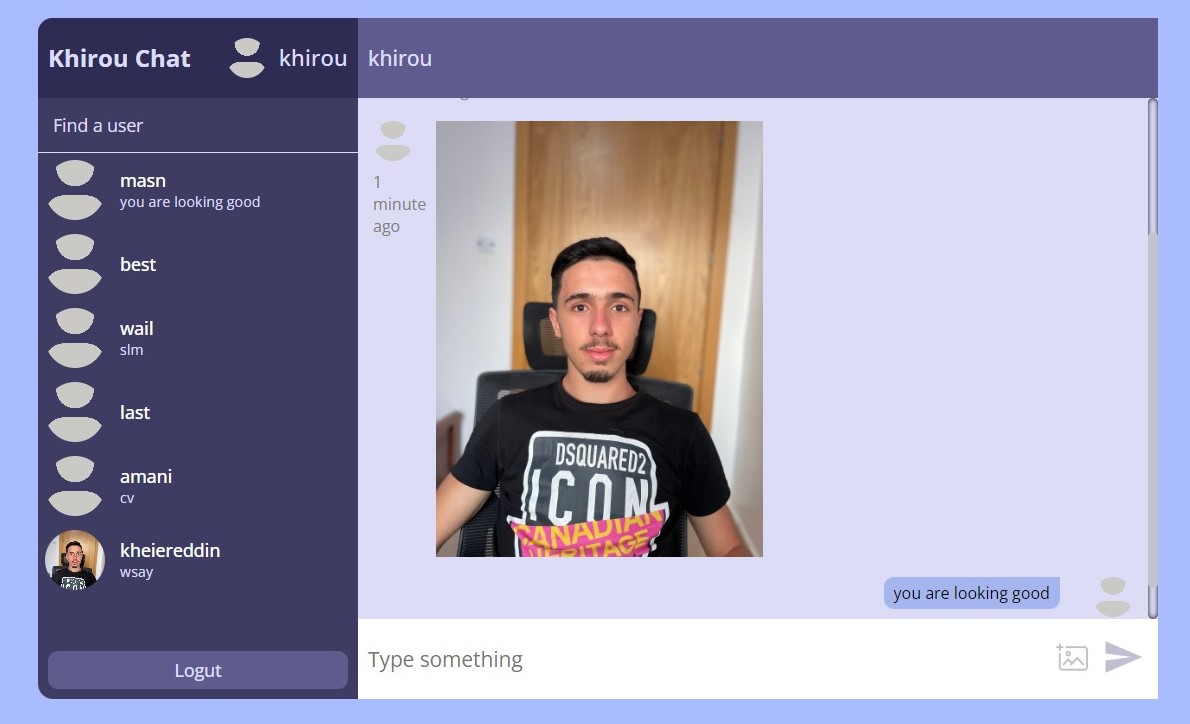 Khirou Chat
khirou
khirou
Find a user
masn
you are looking good
best
wail
slm
last
amani
cv
kheiereddin
wsay
Logut
1
minute
ago
DSQUARED2
ICON
CANADIAN
HERITAGE
you are looking good
Type something